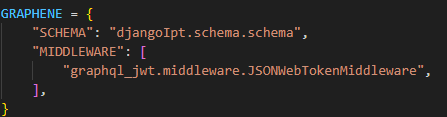 GRAPHENE = {
    "SCHEMA": "djangoIpt.schema.schema",
    "MIDDLEWARE": [
        "graphql_jwt.middleware.JSONWebTokenMiddleware",
    ],
}